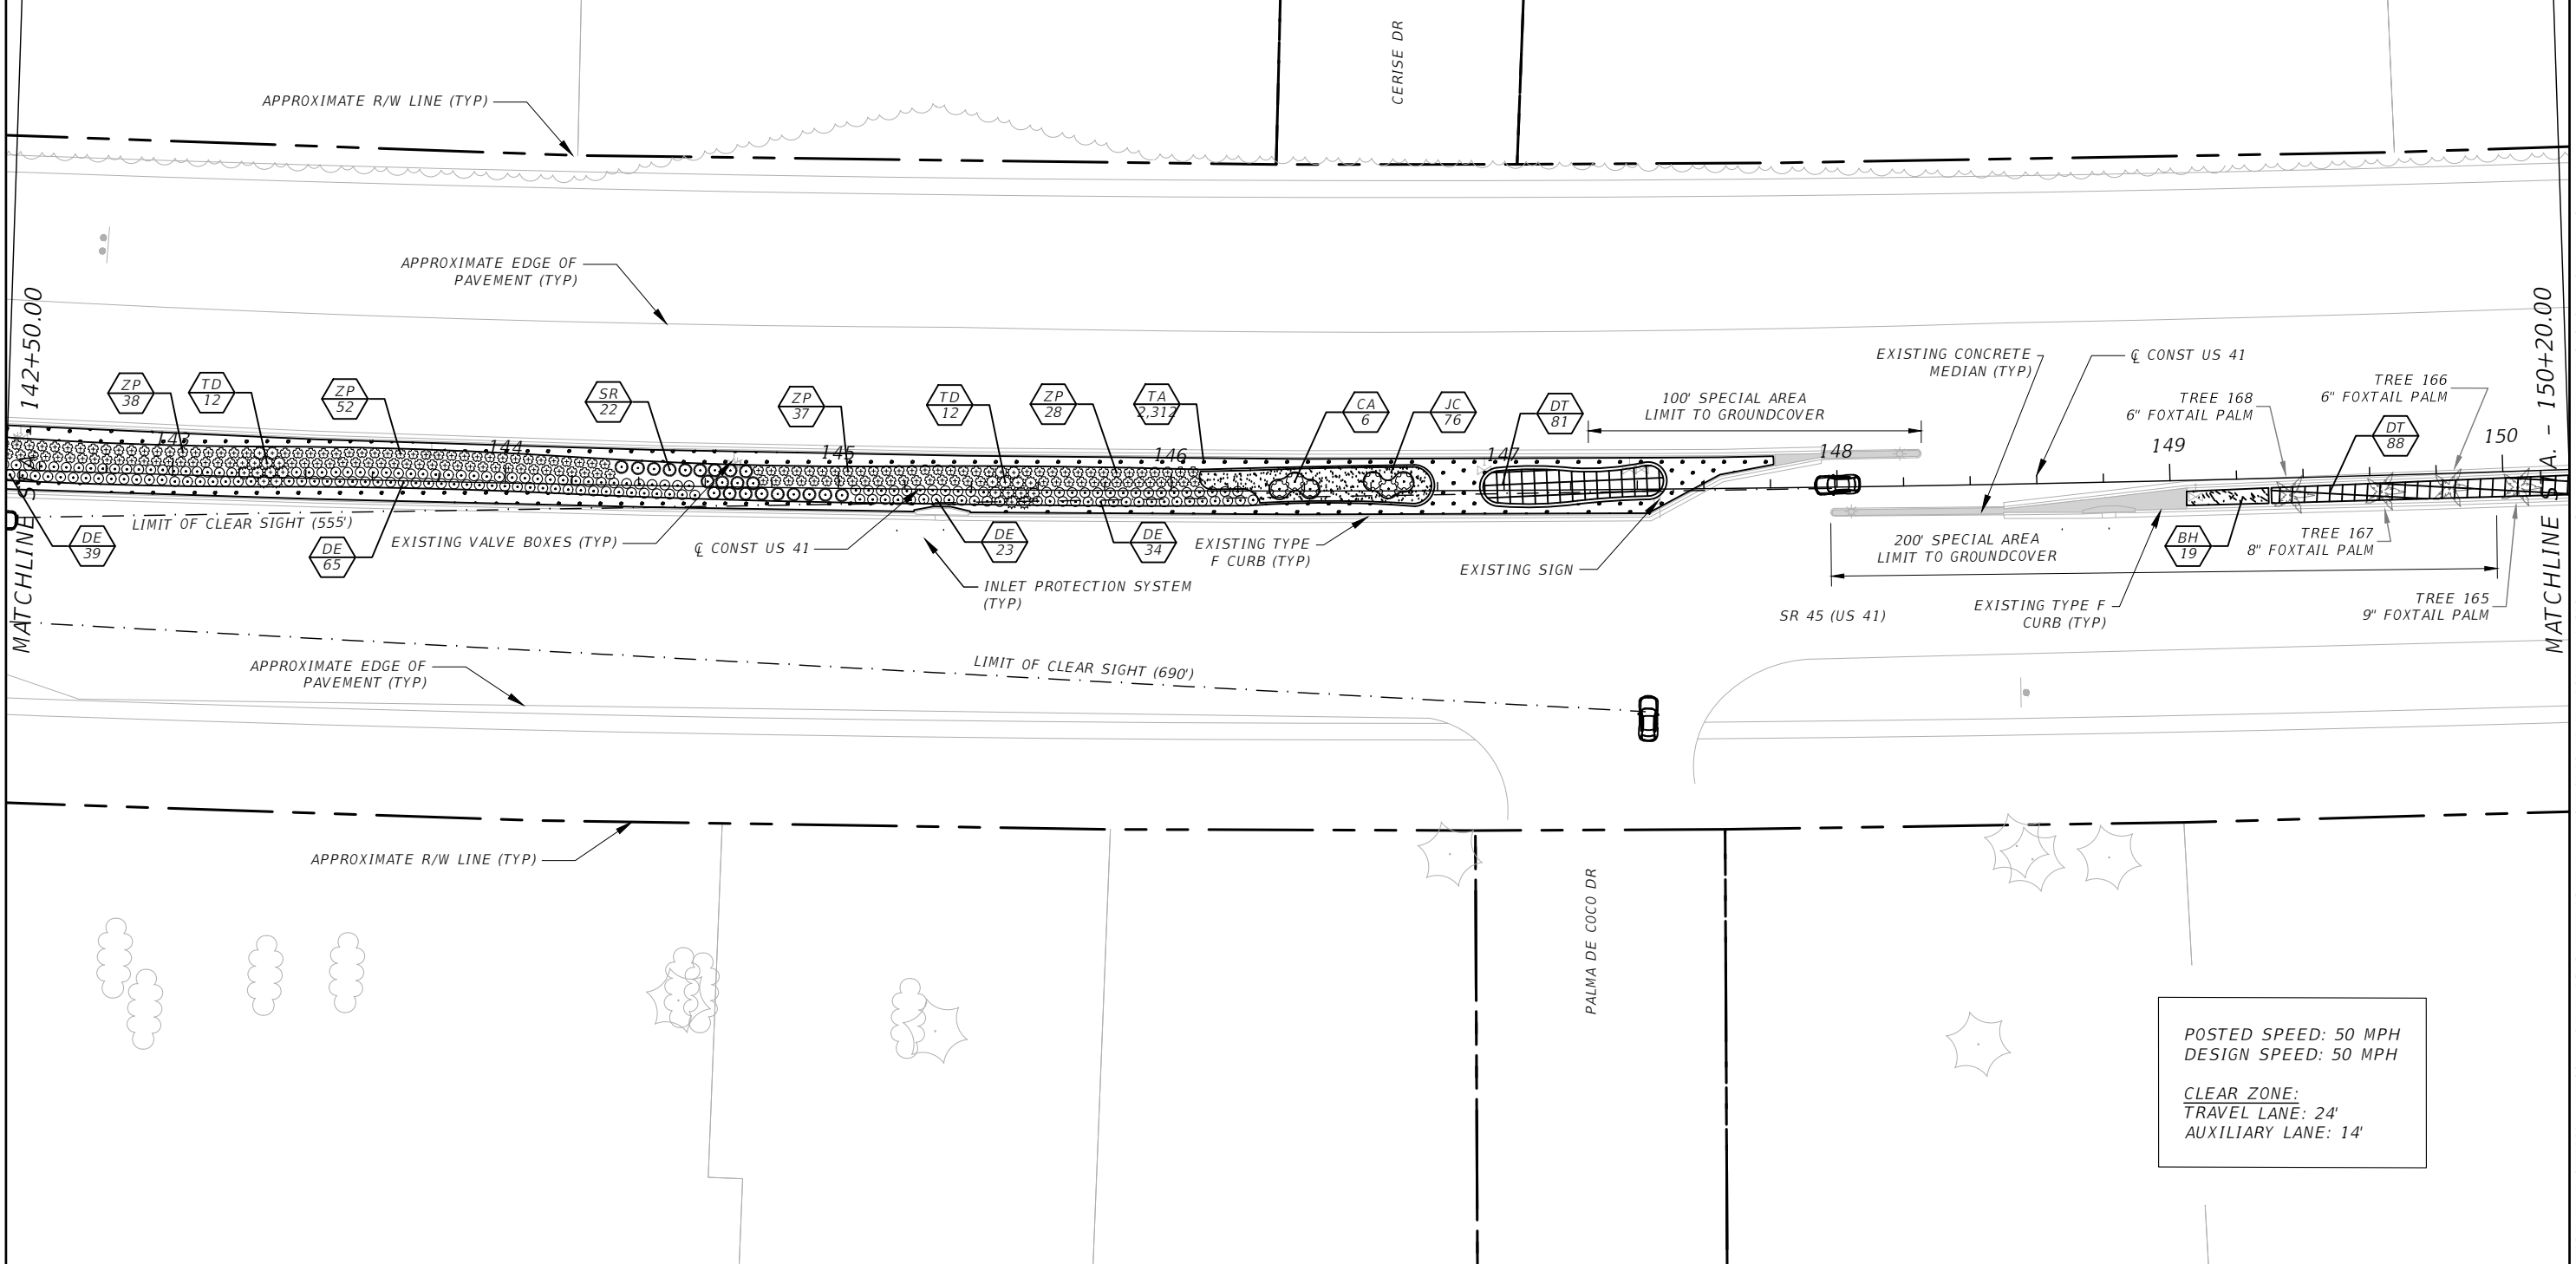 CERISE DR
APPROXIMATE R/W LINE (TYP)
APPROXIMATE EDGE OF
PAVEMENT (TYP)
MATCHLINE STA. - 142+50.00
ZP
38
TD
12
ZP
52
SR
22
ZP
37
TD
12
ZP
28
TA
2,312
CA
6
JC
76
DT
81
100' SPECIAL AREA
LIMIT TO GROUNDCOVER
EXISTING CONCRETE
MEDIAN (TYP)
℄ CONST US 41
TREE 168
6" FOXTAIL PALM
TREE 166
6" FOXTAIL PALM
DT
88
MATCHLINE STA. - 150+20.00
143
144
145
146
147
148
149
150
LIMIT OF CLEAR SIGHT (555')
DE
39
DE
65
EXISTING VALVE BOXES (TYP)
℄ CONST US 41
DE
23
INLET PROTECTION SYSTEM
(TYP)
DE
34
EXISTING TYPE
F CURB (TYP)
EXISTING SIGN
200' SPECIAL AREA
LIMIT TO GROUNDCOVER
BH
19
TREE 167
8" FOXTAIL PALM
TREE 165
9" FOXTAIL PALM
SR 45 (US 41)
EXISTING TYPE F
CURB (TYP)
APPROXIMATE EDGE OF
PAVEMENT (TYP)
LIMIT OF CLEAR SIGHT (690')
APPROXIMATE R/W LINE (TYP)
PALMA DE COCO DR
POSTED SPEED: 50 MPH
DESIGN SPEED: 50 MPH
CLEAR ZONE:
TRAVEL LANE: 24'
AUXILIARY LANE: 14'